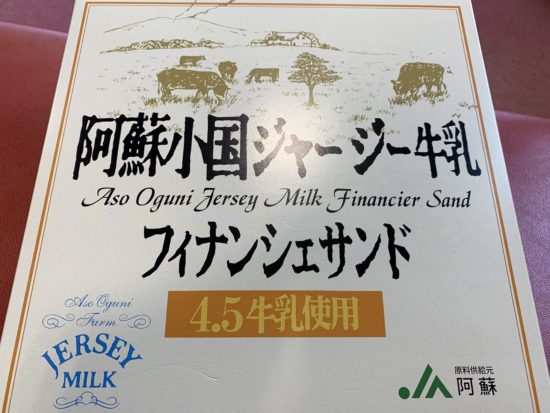 阿蘇小国ジャージー牛乳
Aso Oguni Jersey Milk Financier Sand
フィナンシェサンド
4.5牛乳使用
Aso Oguni
Farm
JERSEY
MILK
JA
原料供給元
阿蘇